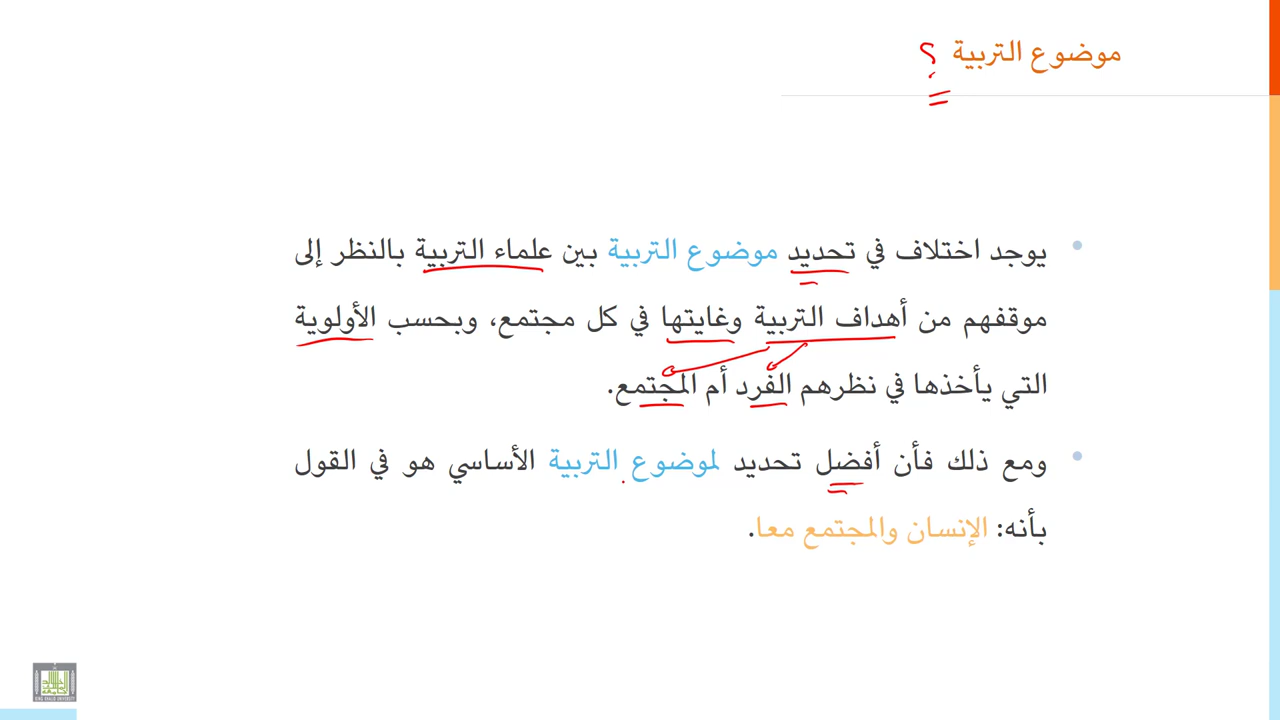 موضوع التربية ؟
يوجد اختلاف في تحديد موضوع التربية بين علماء التربية بالنظر إلى
موقفهم من أهداف التربية وغايتها في كل مجتمع، وبحسب الأولوية
التي يأخذها في نظرهم الفرد أم المجتمع.
ومع ذلك فأن أفضل تحديد لموضوع التربية الأساسي هو في القول
بأنه: الإنسان والمجتمع معا.